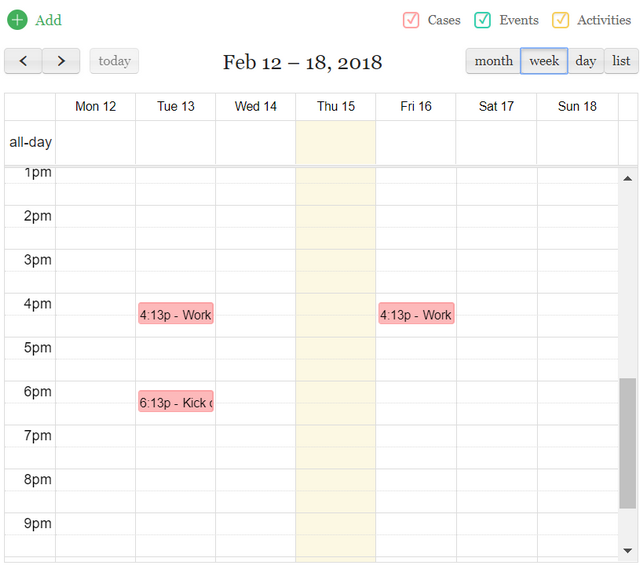 Add
Cases Events Activities
today
Feb 12 – 18, 2018
month week day list
Mon 12 Tue 13 Wed 14 Thu 15 Fri 16 Sat 17 Sun 18
all-day
1pm
2pm
3pm
4pm
4:13p - Work 4:13p - Work
5pm
6pm
6:13p - Kick
7pm
8pm
9pm